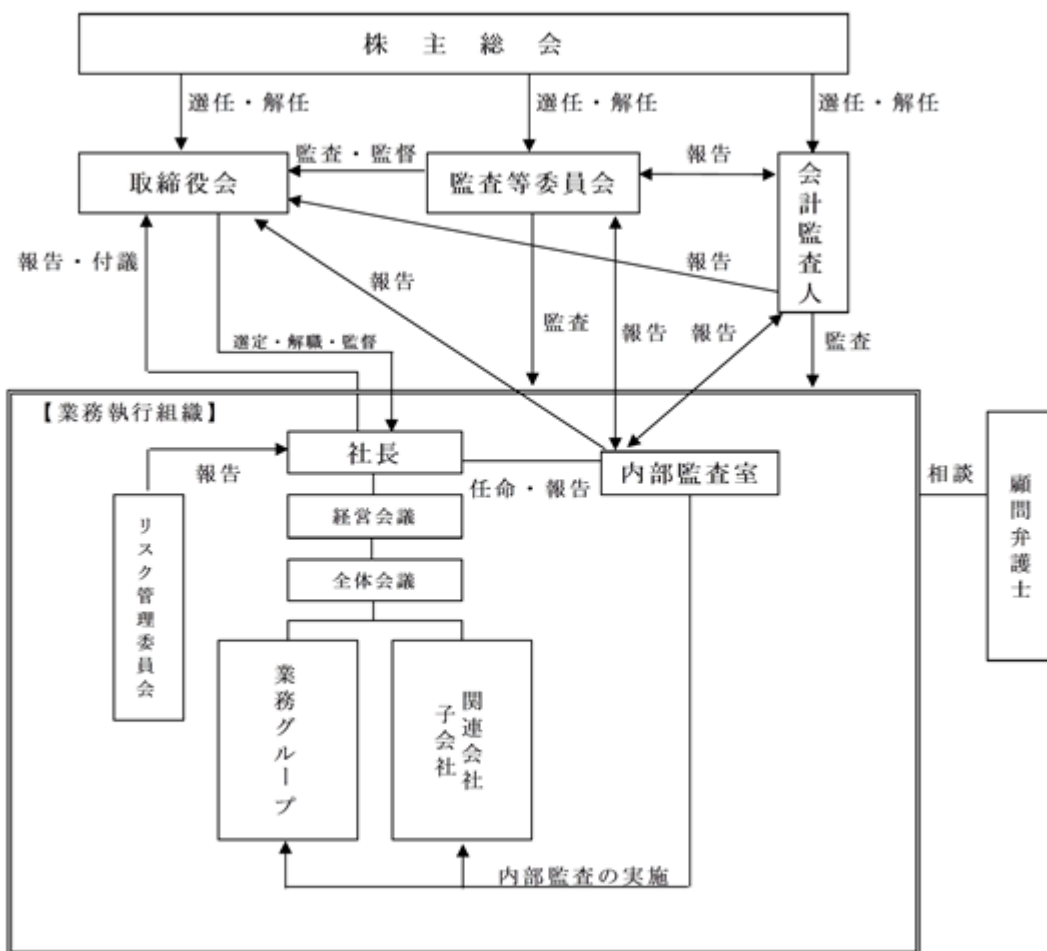 株主総会
選任・解任
選任・解任
選任・解任
取締役会
監査・監督
監査等委員会
報告
会計監査人
報告・付議
報告
報告
選定・解職・監督
監査
報告
報告
監査
【業務執行組織】
社長
報告
任命・報告
内部監査室
相談
顧問弁護士
経営会議
リスク管理委員会
全体会議
業務グループ
関連会社
子会社
内部監査の実施